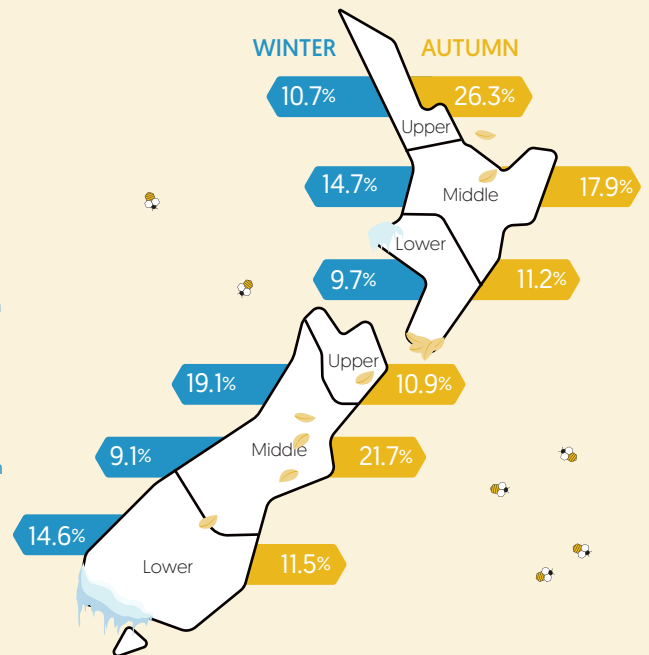 WINTER AUTUMN
10.7% 26.3%
Upper
14.7% 17.9%
Middle
Lower
9.7% 11.2%
Upper
19.1% 10.9%
9.1% Middle 21.7%
14.6%
Lower 11.5%